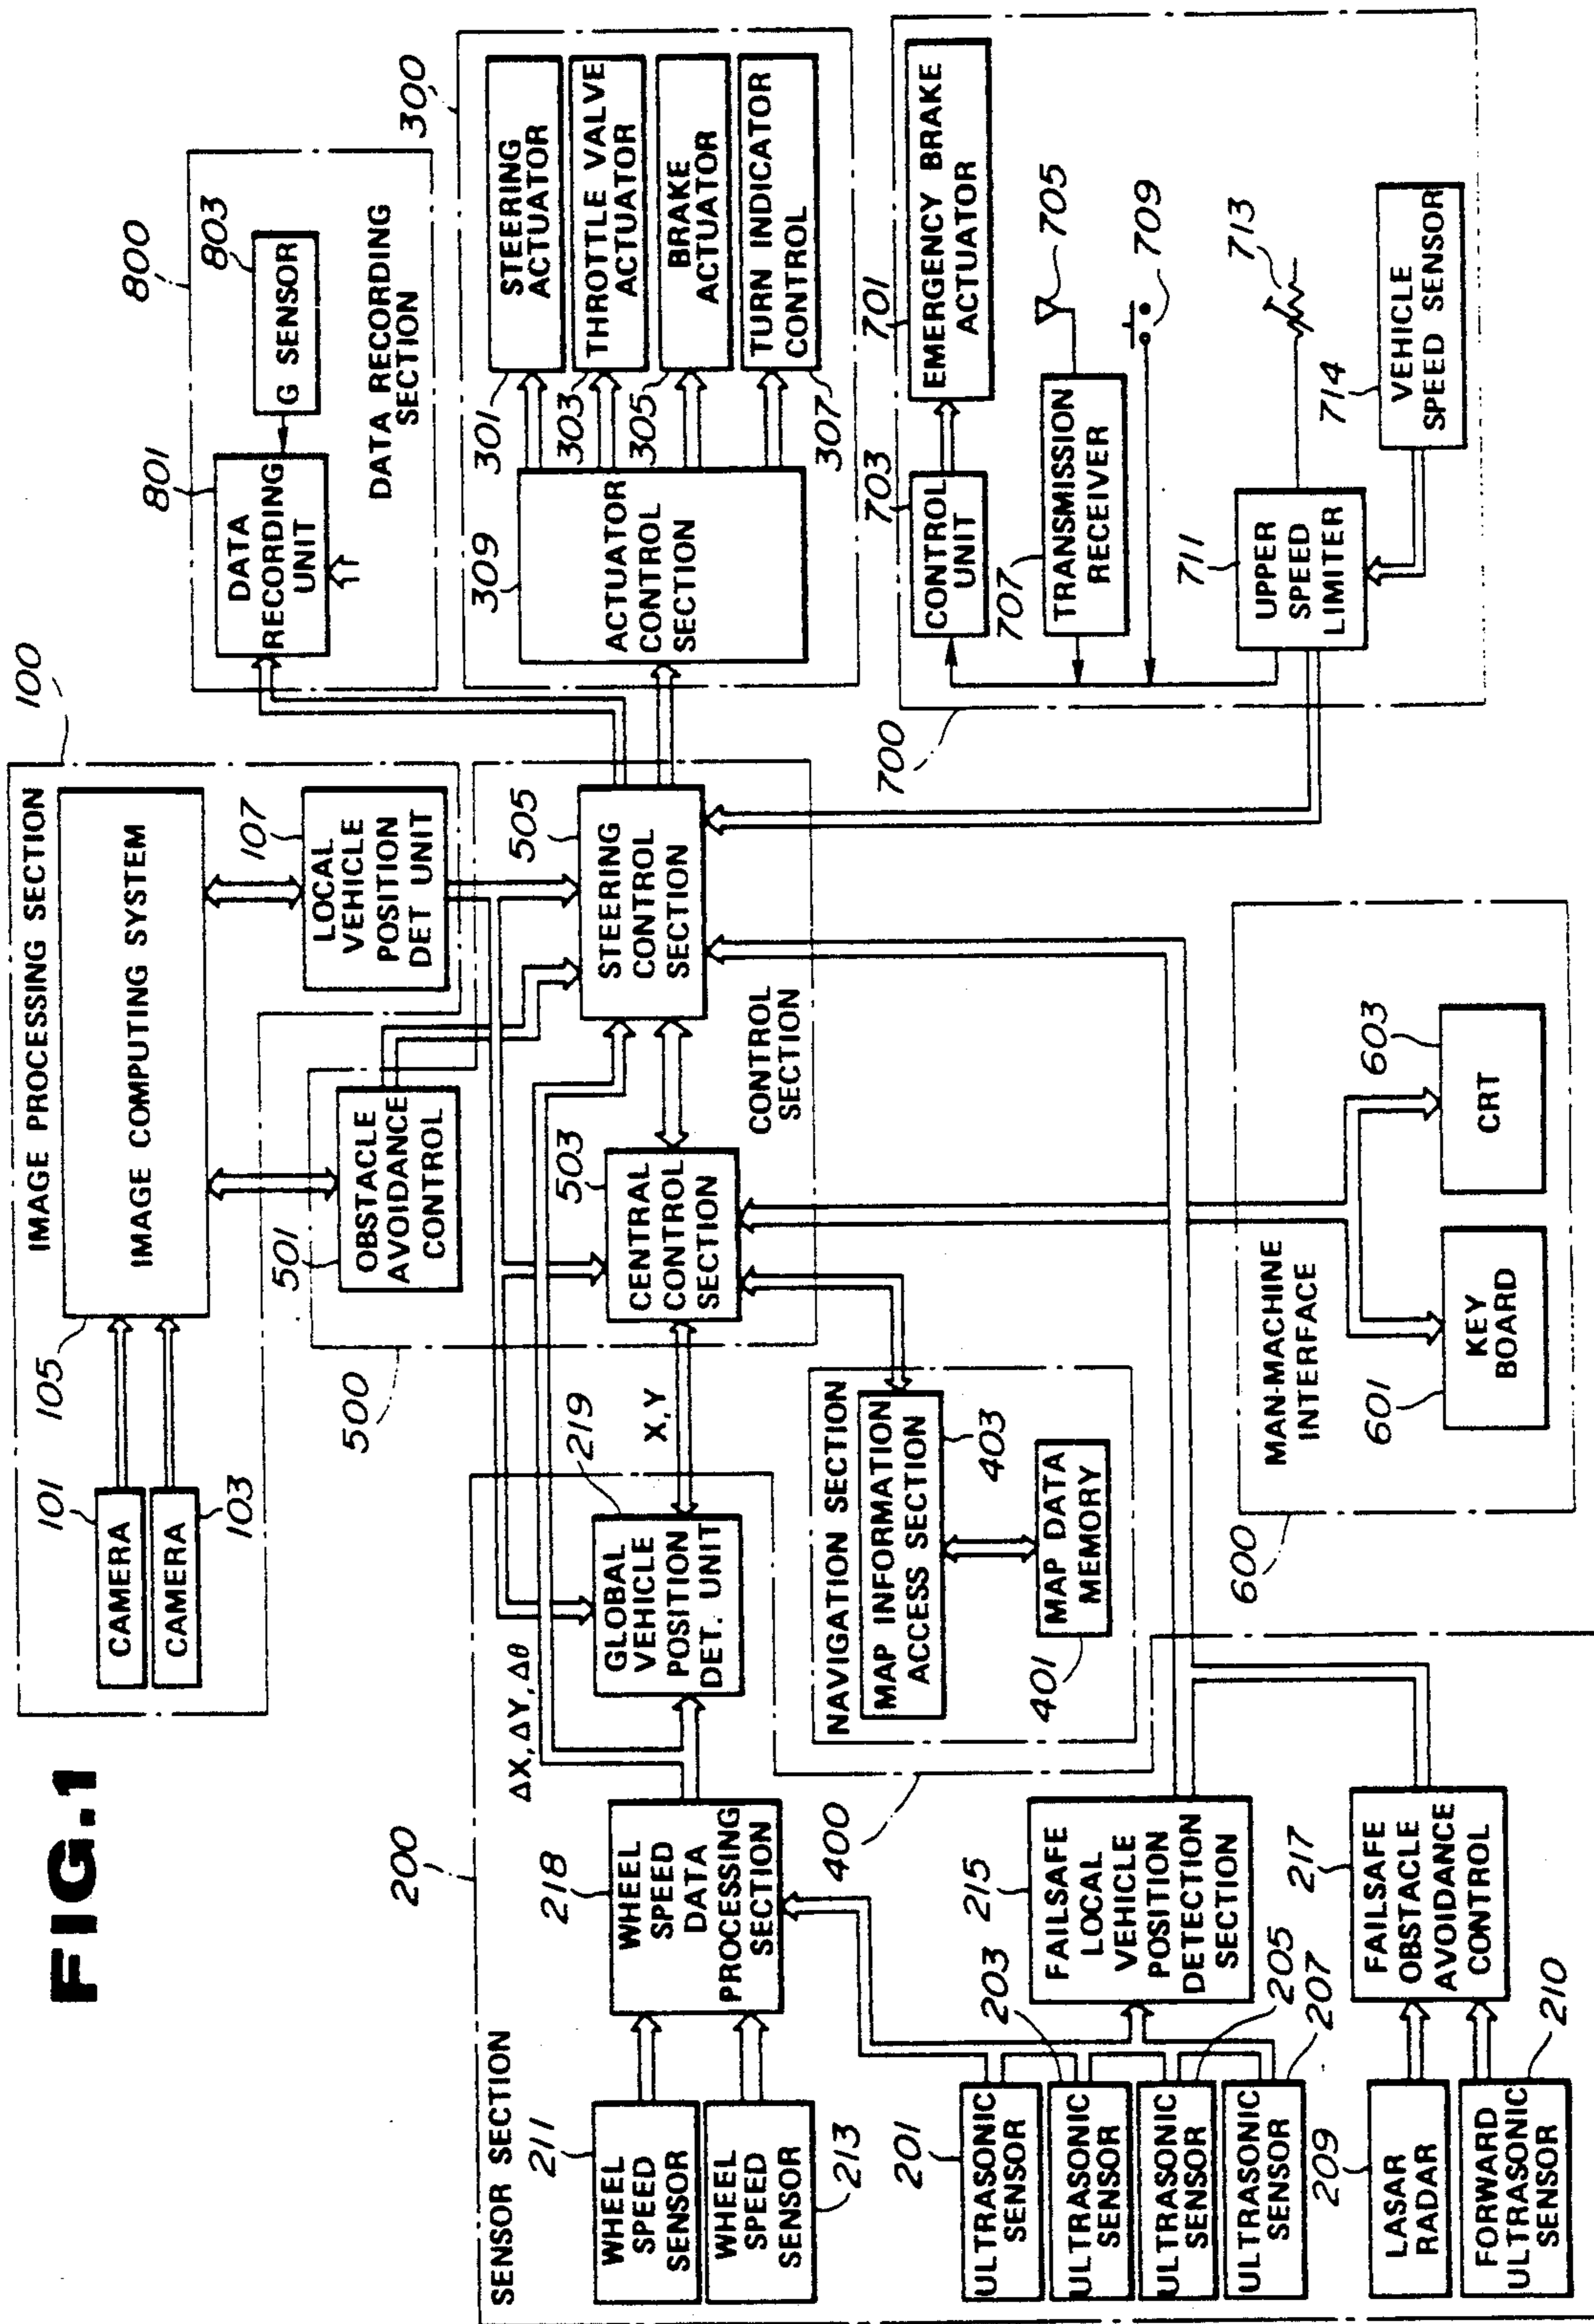 FIG.1
IMAGE PROCESSING SECTION
100
101
CAMERA
CAMERA
103
105
IMAGE COMPUTING SYSTEM
107
LOCAL
VEHICLE
POSITION
DET UNIT
501
OBSTACLE
AVOIDANCE
CONTROL
500
503
CENTRAL
CONTROL
SECTION
505
STEERING
CONTROL
SECTION
CONTROL
SECTION
800
801
DATA
RECORDING
UNIT
803
G SENSOR
DATA RECORDING
SECTION
300
309
ACTUATOR
CONTROL
SECTION
301
STEERING
ACTUATOR
303
THROTTLE VALVE
ACTUATOR
305
BRAKE
ACTUATOR
TURN INDICATOR
CONTROL
307
200
SENSOR SECTION
211
WHEEL
SPEED
SENSOR
WHEEL
SPEED
SENSOR
213
218
WHEEL
SPEED
DATA
PROCESSING
SECTION
ΔX, ΔY, Δθ
219
GLOBAL
VEHICLE
POSITION
DET. UNIT
X,Y
201
ULTRASONIC
SENSOR
203
ULTRASONIC
SENSOR
205
ULTRASONIC
SENSOR
207
ULTRASONIC
SENSOR
215
FAILSAFE
LOCAL
VEHICLE
POSITION
DETECTION
SECTION
209
LASAR
RADAR
210
FORWARD
ULTRASONIC
SENSOR
217
FAILSAFE
OBSTACLE
AVOIDANCE
CONTROL
400
NAVIGATION SECTION
MAP INFORMATION
ACCESS SECTION
403
MAP DATA
MEMORY
401
600
MAN-MACHINE
INTERFACE
601
KEY
BOARD
603
CRT
700
703
CONTROL
UNIT
701
EMERGENCY BRAKE
ACTUATOR
707
TRANSMISSION
RECEIVER
705
709
711
UPPER
SPEED
LIMITER
713
714
VEHICLE
SPEED SENSOR